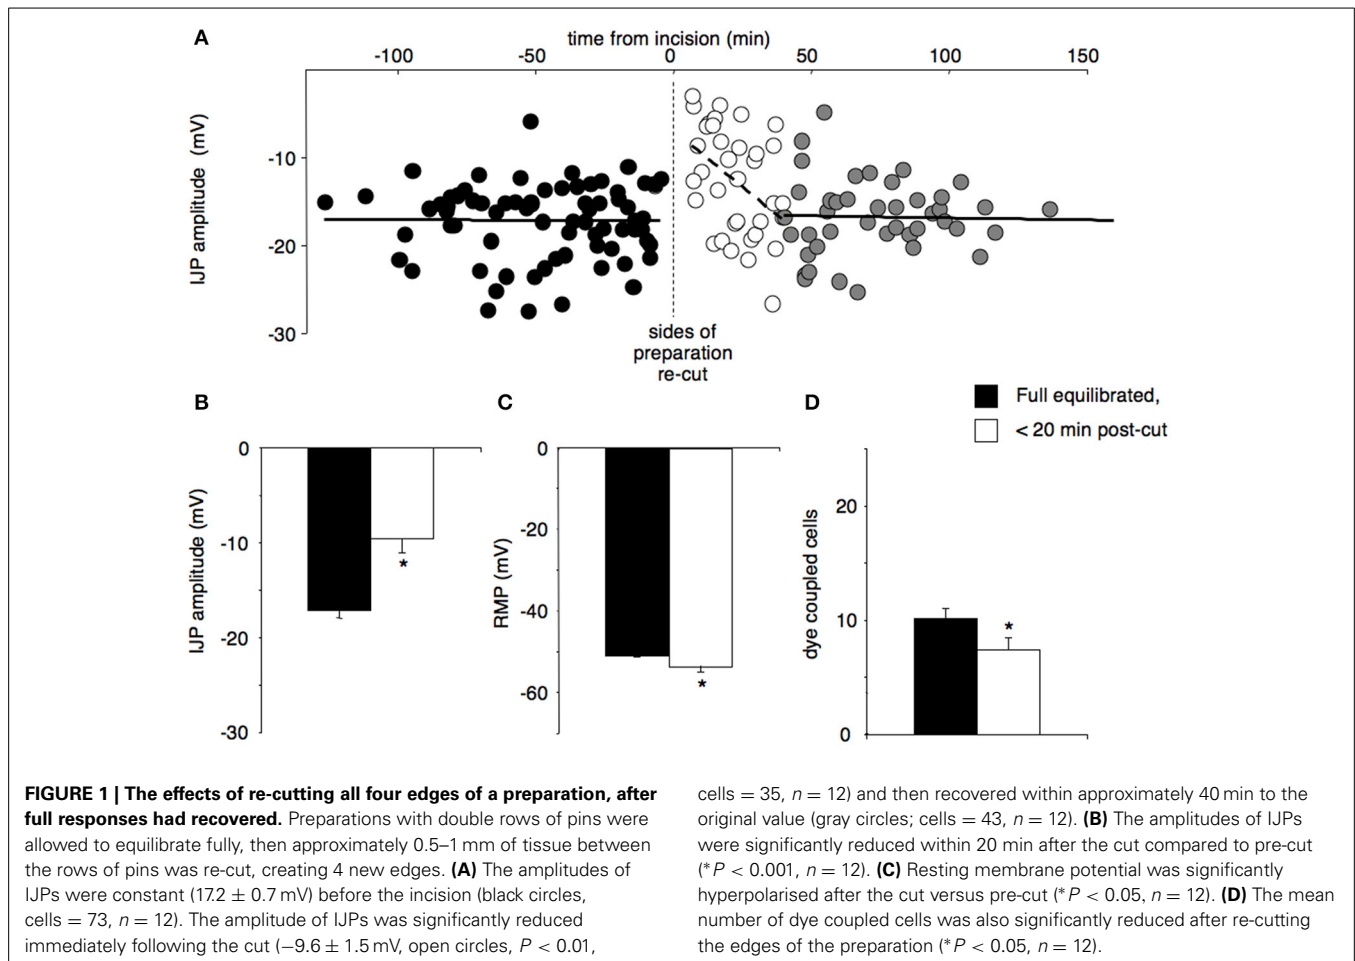 A
time from incision (min)
-100 -50 0 50 100 150
IJP amplitude (mV)
-10
-20
-30
sides of
preparation
re-cut
Full equilibrated,
< 20 min post-cut
B
IJP amplitude (mV)
0
-10
-20
-30
C
RMP (mV)
0
-20
-40
-60
*
*
D
dye coupled cells
20
10
0
*
FIGURE 1 | The effects of re-cutting all four edges of a preparation, after
full responses had recovered. Preparations with double rows of pins were
allowed to equilibrate fully, then approximately 0.5–1 mm of tissue between
the rows of pins was re-cut, creating 4 new edges. (A) The amplitudes of
IJPs were constant (17.2 ± 0.7 mV) before the incision (black circles,
cells = 73, n = 12). The amplitude of IJPs was significantly reduced
immediately following the cut (−9.6 ± 1.5 mV, open circles, P < 0.01,
cells = 35, n = 12) and then recovered within approximately 40 min to the
original value (gray circles; cells = 43, n = 12). (B) The amplitudes of IJPs
were significantly reduced within 20 min after the cut compared to pre-cut
(*P < 0.001, n = 12). (C) Resting membrane potential was significantly
hyperpolarised after the cut versus pre-cut (*P < 0.05, n = 12). (D) The mean
number of dye coupled cells was also significantly reduced after re-cutting
the edges of the preparation (*P < 0.05, n = 12).